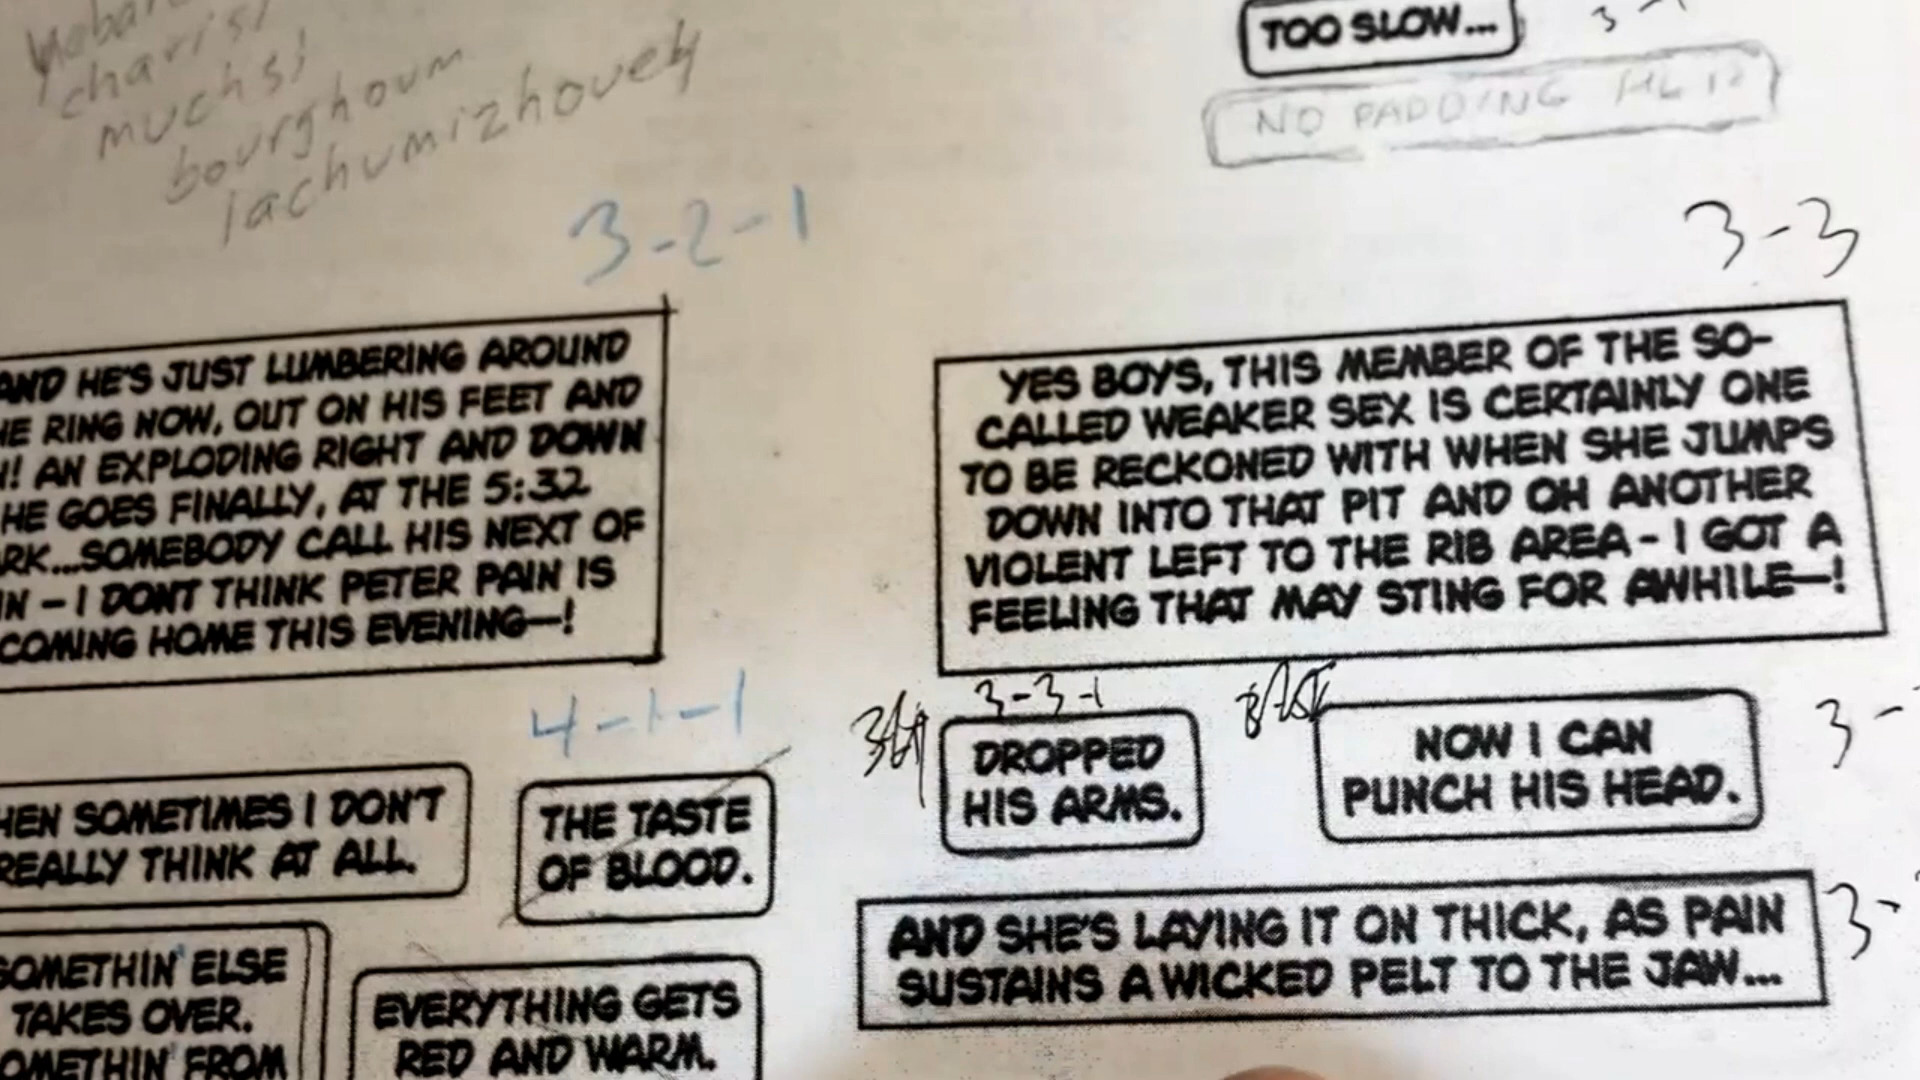 charisi
muchsi
bourghoum
iachumizhovely
TOO SLOW...
NO PADDING
3-2-1
3-3
AND HE'S JUST LUMBERING AROUND
RING NOW, OUT ON HIS FEET AND
! AN EXPLODING RIGHT AND DOWN
HE GOES FINALLY, AT THE 5:32
...SOMEBODY CALL HIS NEXT OF
- I DONT THINK PETER PAIN IS
COMING HOME THIS EVENING—!
YES BOYS, THIS MEMBER OF THE SO-
CALLED WEAKER SEX IS CERTAINLY ONE
TO BE RECKONED WITH WHEN SHE JUMPS
DOWN INTO THAT PIT AND OH ANOTHER
VIOLENT LEFT TO THE RIB AREA - I GOT A
FEELING THAT MAY STING FOR AWHILE—!
4-1-1
3-3-1
SOMETIMES I DON'T
REALLY THINK AT ALL.
THE TASTE
OF BLOOD.
DROPPED
HIS ARMS.
NOW I CAN
PUNCH HIS HEAD.
3-
SOMETHIN' ELSE
TAKES OVER.
SOMETHIN' FROM
EVERYTHING GETS
RED AND WARM.
AND SHE'S LAYING IT ON THICK, AS PAIN
SUSTAINS A WICKED PELT TO THE JAW...
3-